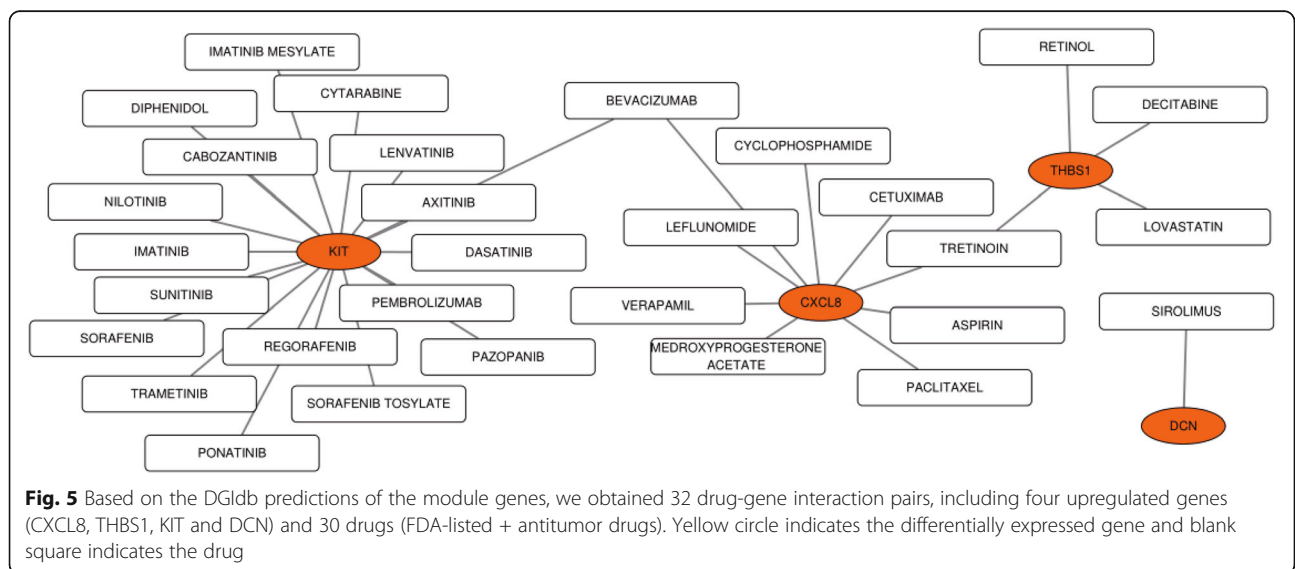 IMATINIB MESYLATE
RETINOL
CYTARABINE
BEVACIZUMAB
DIPHENIDOL
DECITABINE
CYCLOPHOSPHAMIDE
CABOZANTINIB
LENVATINIB
THBS1
CETUXIMAB
NILOTINIB
AXITINIB
LEFLUNOMIDE
LOVASTATIN
IMATINIB
KIT
DASATINIB
TRETINOIN
SUNITINIB
PEMBROLIZUMAB
VERAPAMIL
CXCL8
SIROLIMUS
SORAFENIB
REGORAFENIB
PAZOPANIB
MEDROXYPROGESTERONE
ACETATE
ASPIRIN
TRAMETINIB
SORAFENIB TOSYLATE
PACLITAXEL
DCN
PONATINIB
Fig. 5 Based on the DGIdb predictions of the module genes, we obtained 32 drug-gene interaction pairs, including four upregulated genes
(CXCL8, THBS1, KIT and DCN) and 30 drugs (FDA-listed + antitumor drugs). Yellow circle indicates the differentially expressed gene and blank
square indicates the drug